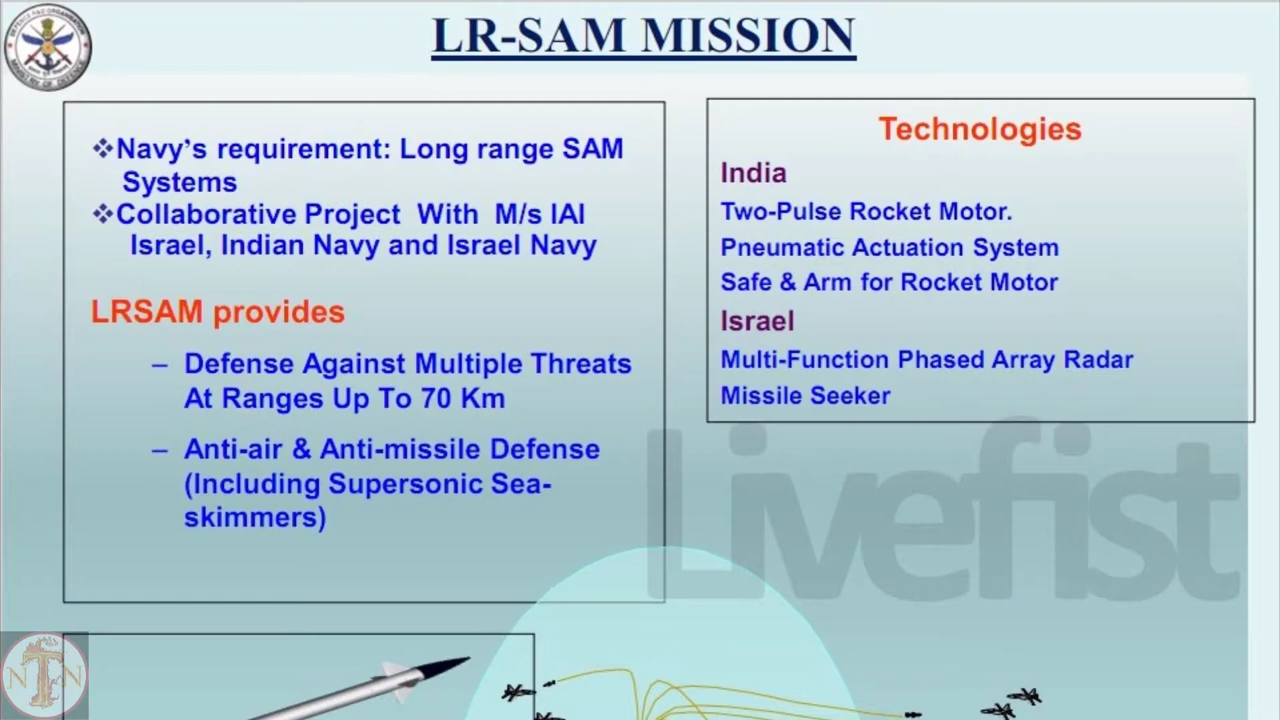 LR-SAM MISSION
❖Navy's requirement: Long range SAM
Systems
❖Collaborative Project With M/s IAI
Israel, Indian Navy and Israel Navy
LRSAM provides
– Defense Against Multiple Threats
At Ranges Up To 70 Km
– Anti-air & Anti-missile Defense
(Including Supersonic Sea-
skimmers)
Technologies
India
Two-Pulse Rocket Motor.
Pneumatic Actuation System
Safe & Arm for Rocket Motor
Israel
Multi-Function Phased Array Radar
Missile Seeker
Livefist
NTN